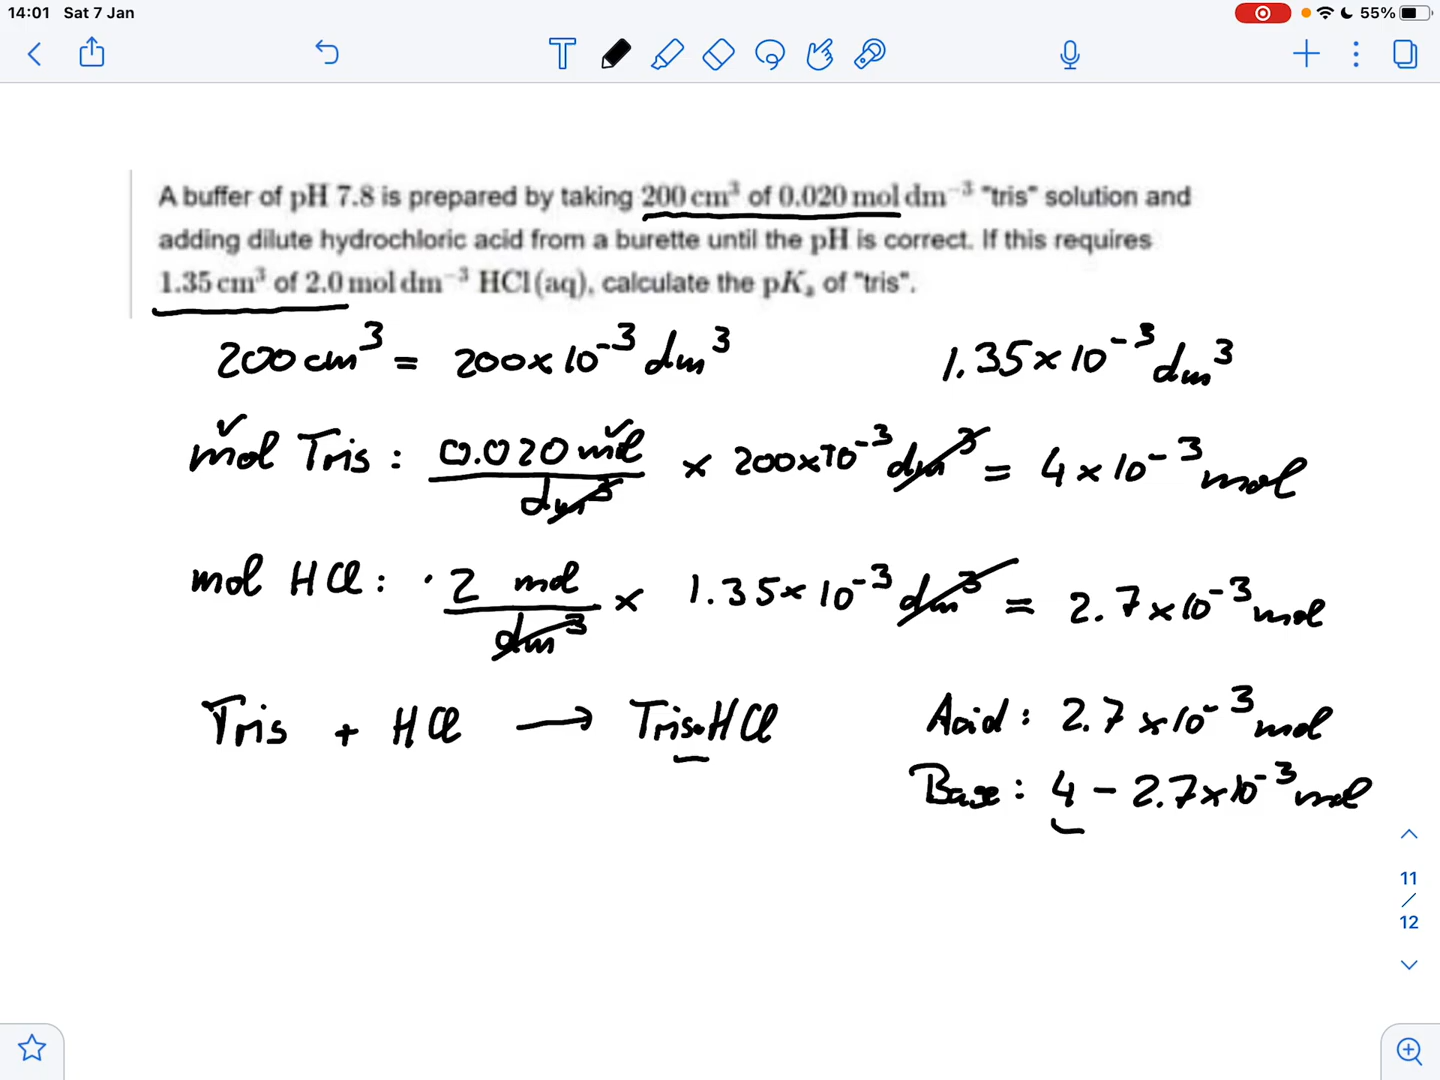 14:01 Sat 7 Jan
55%
A buffer of pH 7.8 is prepared by taking 200 cm³ of 0.020 mol dm⁻³ "tris" solution and
adding dilute hydrochloric acid from a burette until the pH is correct. If this requires
1.35 cm³ of 2.0 mol dm⁻³ HCl(aq), calculate the pKₐ of "tris".
200 cm³ = 200 x 10⁻³ dm³ 1.35 x 10⁻³ dm³
mol Tris : 0.020 mol / dm³ x 200 x 10⁻³ dm³ = 4 x 10⁻³ mol
mol HCl : 2 mol / dm³ x 1.35 x 10⁻³ dm³ = 2.7 x 10⁻³ mol
Tris + HCl → Tris·HCl
Acid : 2.7 x 10⁻³ mol
Base : 4 - 2.7 x 10⁻³ mol
11
/
12